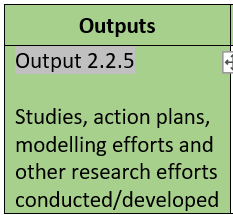 Outputs
Output 2.2.5
Studies, action plans,
modelling efforts and
other research efforts
conducted/developed